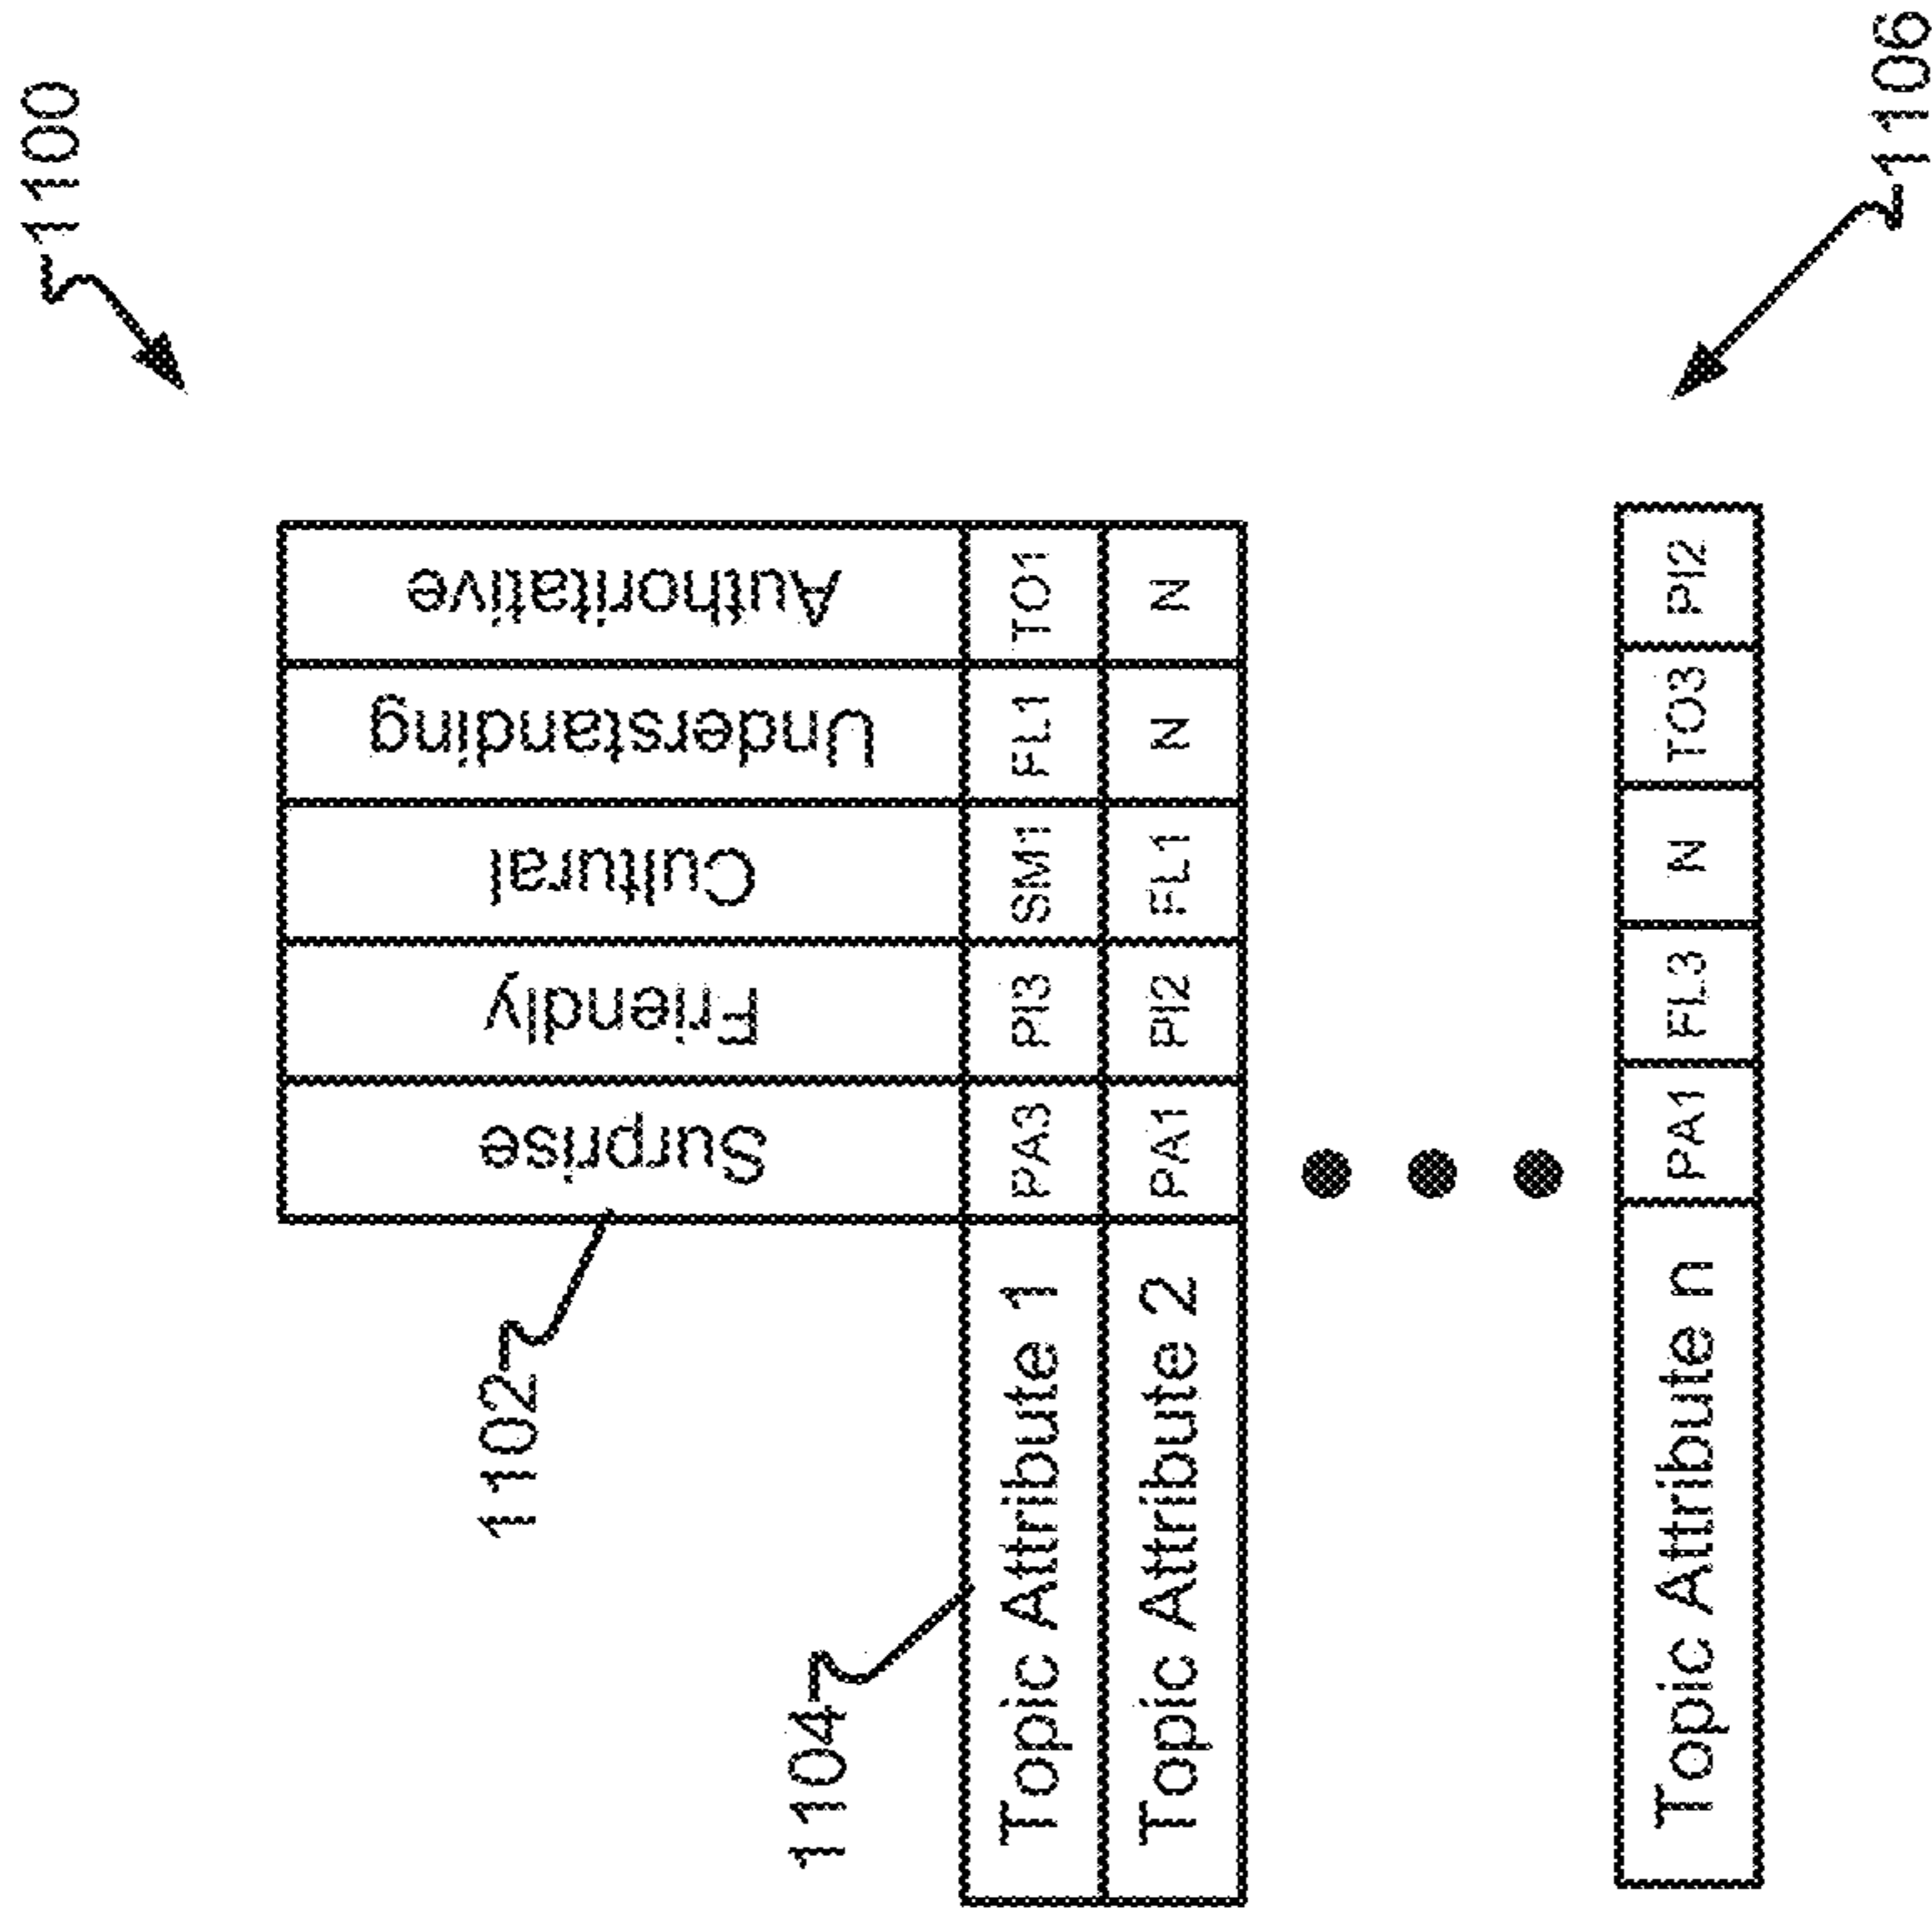 1100
1102
Surprise Friendly Cultural Understanding Authoritative
1104
Topic Attribute 1 PA3 PI3 SM1 FL1 TO1
Topic Attribute 2 PA1 PI2 FL1 N N
Topic Attribute n PA1 FL3 N TO3 PI2
1106